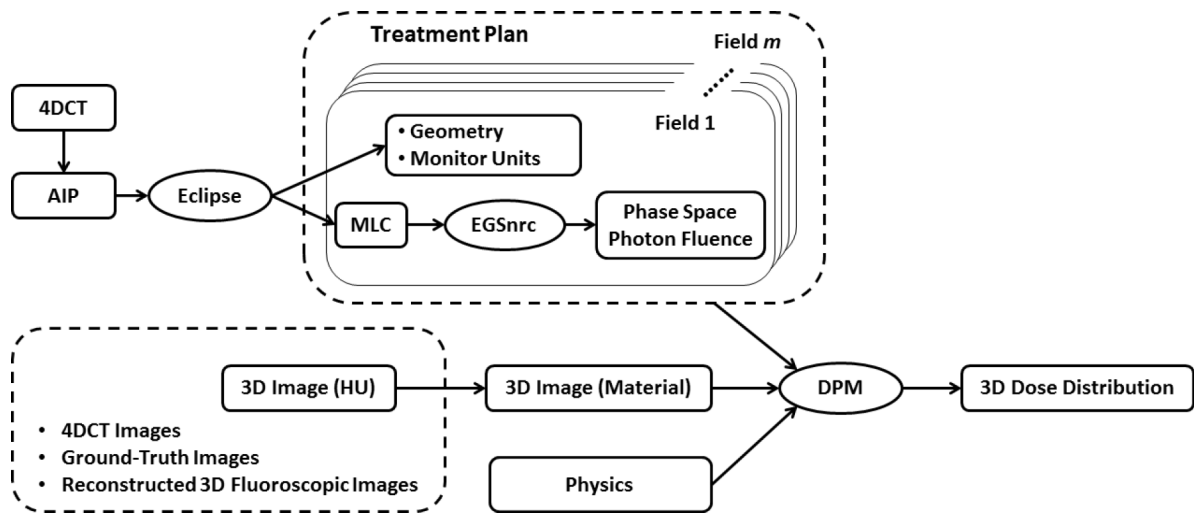 Treatment Plan
Field m
Field 1
4DCT
• Geometry
• Monitor Units
AIP
Eclipse
MLC
EGSnrc
Phase Space
Photon Fluence
3D Image (HU)
3D Image (Material)
DPM
3D Dose Distribution
• 4DCT Images
• Ground-Truth Images
• Reconstructed 3D Fluoroscopic Images
Physics